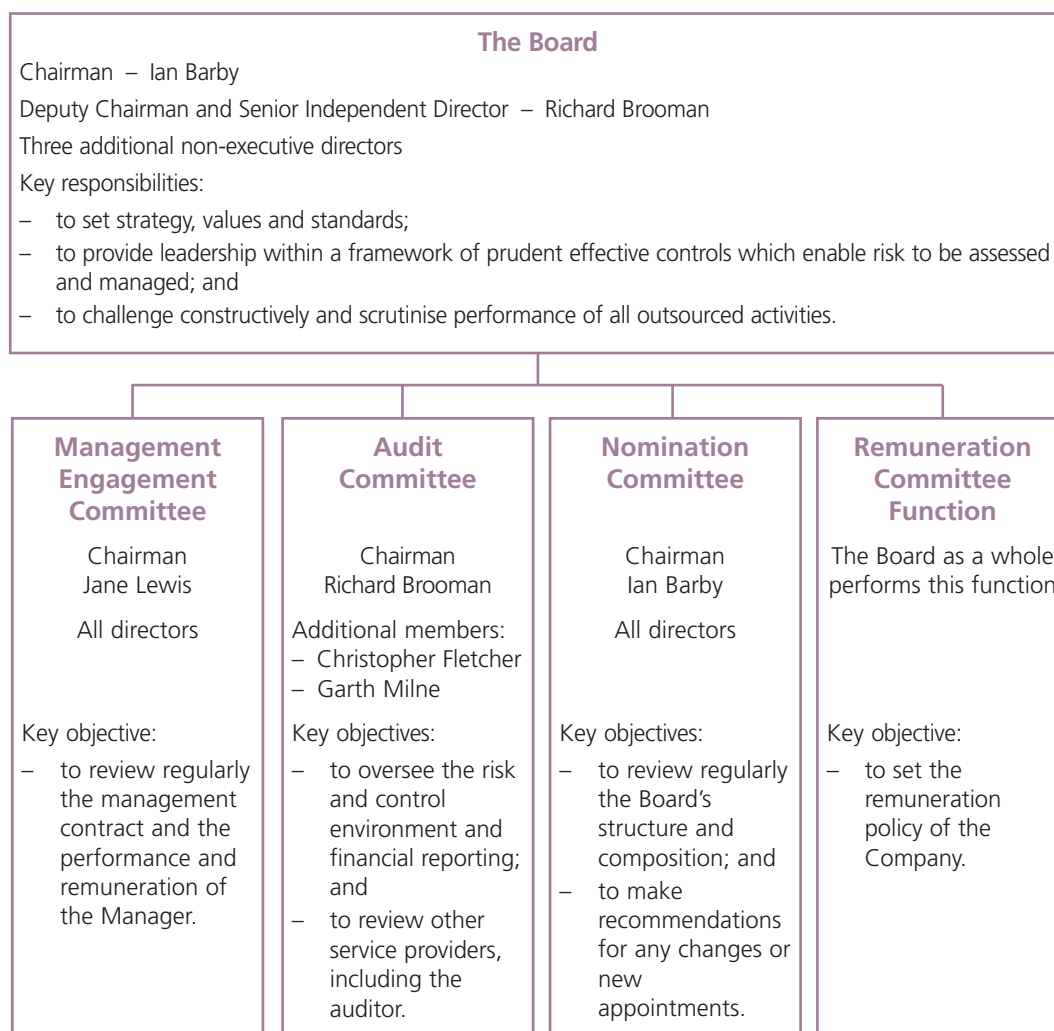 The Board
Chairman – Ian Barby
Deputy Chairman and Senior Independent Director – Richard Brooman
Three additional non-executive directors
Key responsibilities:
– to set strategy, values and standards;
– to provide leadership within a framework of prudent effective controls which enable risk to be assessed
and managed; and
– to challenge constructively and scrutinise performance of all outsourced activities.
Management
Engagement
Committee
Chairman
Jane Lewis
All directors
Key objective:
– to review regularly
the management
contract and the
performance and
remuneration of
the Manager.
Audit
Committee
Chairman
Richard Brooman
Additional members:
– Christopher Fletcher
– Garth Milne
Key objectives:
– to oversee the risk
and control
environment and
financial reporting;
and
– to review other
service providers,
including the
auditor.
Nomination
Committee
Chairman
Ian Barby
All directors
Key objectives:
– to review regularly
the Board's
structure and
composition; and
– to make
recommendations
for any changes or
new
appointments.
Remuneration
Committee
Function
The Board as a whole
performs this function
Key objective:
– to set the
remuneration
policy of the
Company.